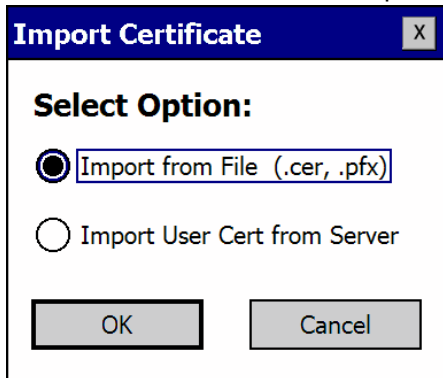 Import Certificate X
Select Option:
Import from File (.cer, .pfx)
Import User Cert from Server
OK Cancel